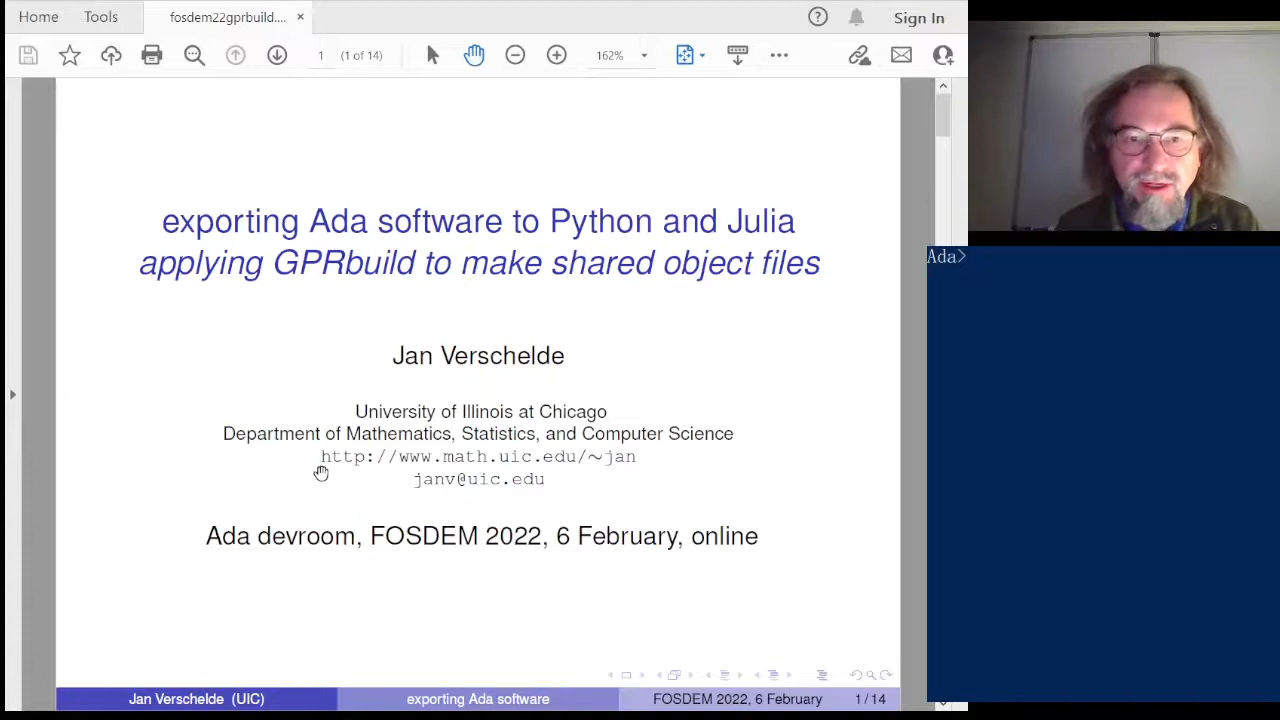 Home
Tools
fosdem22gprbuild....
Sign In
1
(1 of 14)
162%
exporting Ada software to Python and Julia
applying GPRbuild to make shared object files
Jan Verschelde
University of Illinois at Chicago
Department of Mathematics, Statistics, and Computer Science
http://www.math.uic.edu/~jan
janv@uic.edu
Ada devroom, FOSDEM 2022, 6 February, online
Jan Verschelde (UIC)
exporting Ada software
FOSDEM 2022, 6 February
1 / 14
Ada>